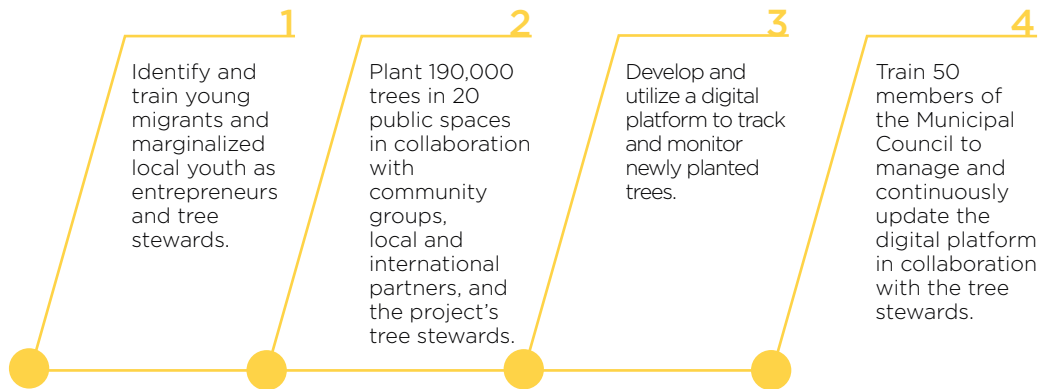 1
Identify and
train young
migrants and
marginalized
local youth as
entrepreneurs
and tree
stewards.
2
Plant 190,000
trees in 20
public spaces
in collaboration
with
community
groups,
local and
international
partners, and
the project’s
tree stewards.
3
Develop and
utilize a digital
platform to track
and monitor
newly planted
trees.
4
Train 50
members of
the Municipal
Council to
manage and
continuously
update the
digital platform
in collaboration
with the tree
stewards.